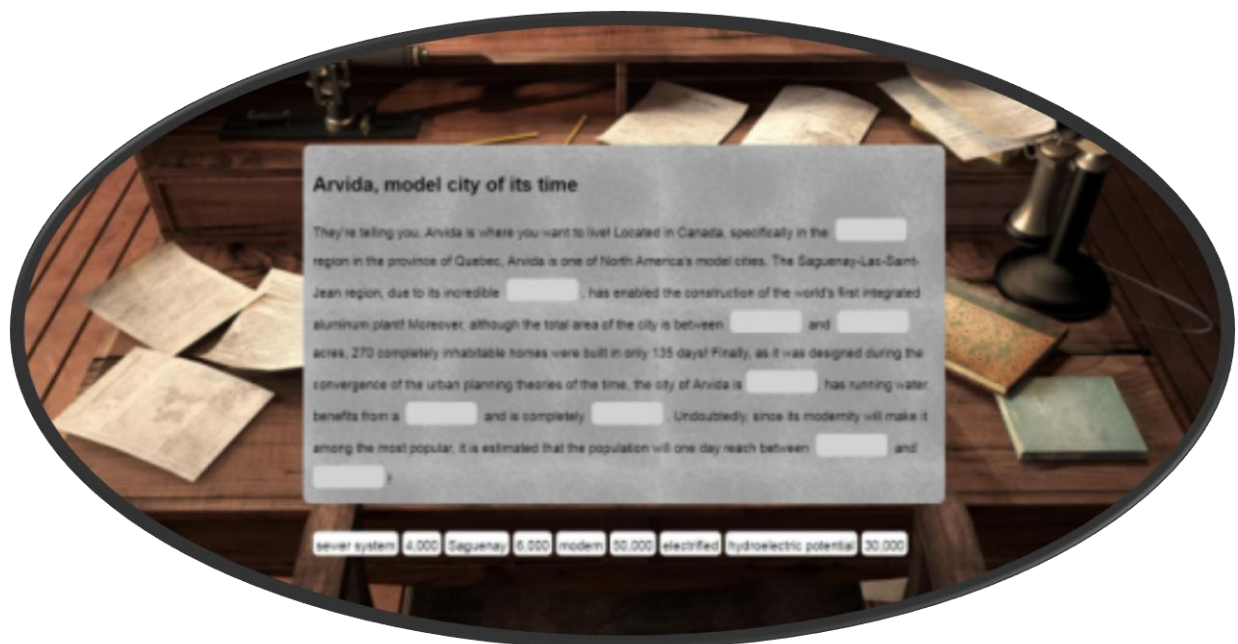 Arvida, model city of its time
They're telling you, Arvida is where you want to live! Located in Canada, specifically in the
region in the province of Quebec, Arvida is one of North America's model cities. The Saguenay-Lac-Saint-
Jean region, due to its incredible , has enabled the construction of the world's first integrated
aluminum plant! Moreover, although the total area of the city is between and
acres, 270 completely inhabitable homes were built in only 135 days! Finally, as it was designed during the
convergence of the urban planning theories of the time, the city of Arvida is , has running water,
benefits from a and is completely . Undoubtedly, since its modernity will make it
among the most popular, it is estimated that the population will one day reach between and
!
sewer system 4,000 Saguenay 6,000 modern 50,000 electrified hydroelectric potential 30,000